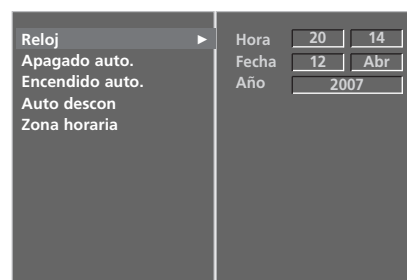 Reloj ►
Apagado auto.
Encendido auto.
Auto descon
Zona horaria
Hora 20 14
Fecha 12 Abr
Año 2007